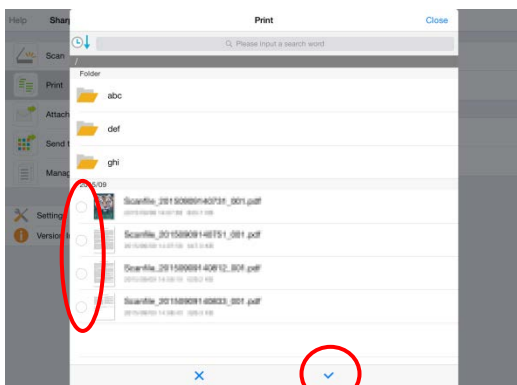 Help Shar Print Close
Q Please input a search word
Scan
/
Folder
Print
abc
Attach
def
Send t
ghi
Manag
2015/09
Scanfile_20150909140731_001.pdf
Setting
Scanfile_20150909140751_001.pdf
Version
Scanfile_20150909140812_001.pdf
Scanfile_20150909140833_001.pdf